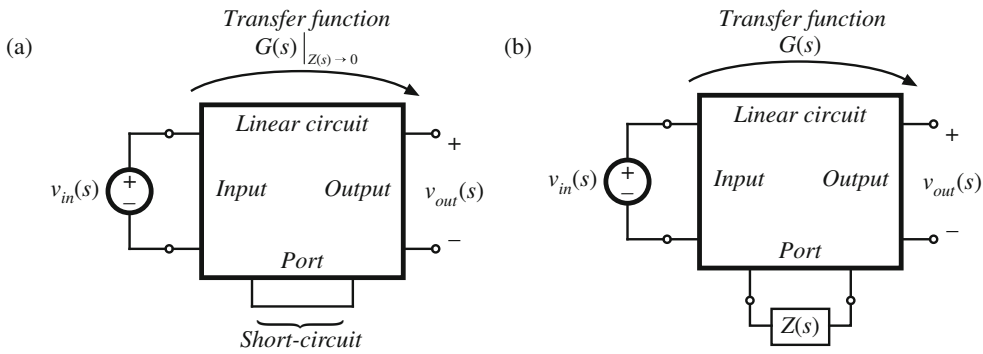 (a)
Transfer function
G(s) |Z(s) → 0
Linear circuit
+
vin(s)
+
−
Input
Output
vout(s)
−
Port
Short-circuit
(b)
Transfer function
G(s)
Linear circuit
+
vin(s)
+
−
Input
Output
vout(s)
−
Port
Z(s)